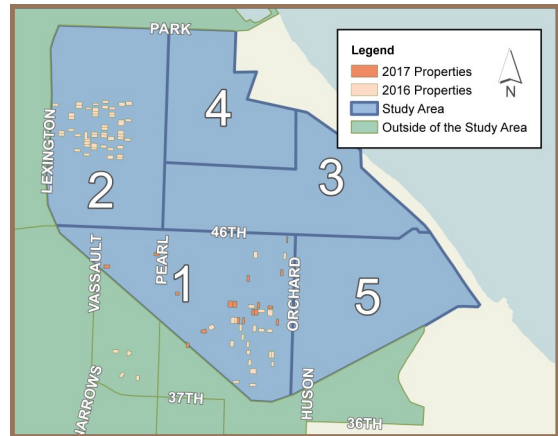 PARK
Legend
2017 Properties
2016 Properties
Study Area
Outside of the Study Area
N
LEXINGTON
4
3
2
46TH
VASSAULT
PEARL
1
ORCHARD
5
NARROWS
37TH
HUSON
36TH